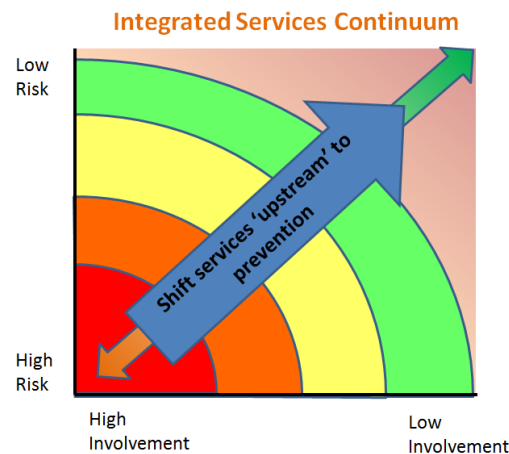 Integrated Services Continuum
Low
Risk
Shift services 'upstream' to
prevention
High
Risk
High
Involvement
Low
Involvement